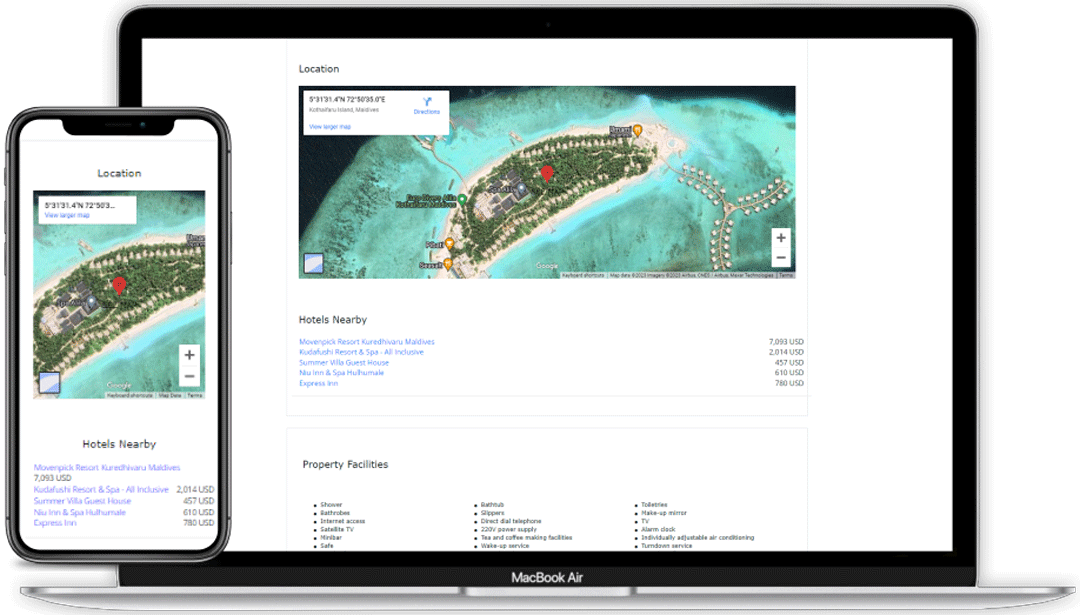 Location
5°31'31.4"N 72°50'3...
View larger map
Google
Keyboard shortcuts Map Data Terms
Hotels Nearby
Movenpick Resort Kuredhivaru Maldives
7,093 USD
Kudafushi Resort & Spa - All Inclusive 2,014 USD
Summer Villa Guest House 457 USD
Niu Inn & Spa Hulhumale 610 USD
Express Inn 780 USD
Location
5°31'31.4"N 72°50'35.0"E
Kothaifaru Island, Maldives
Directions
View larger map
Euro Divers
Kothaifaru Maldives
Google
Keyboard shortcuts Map data ©2023 Imagery ©2023 Airbus, CNES / Airbus, Maxar Technologies Terms
Hotels Nearby
Movenpick Resort Kuredhivaru Maldives 7,093 USD
Kudafushi Resort & Spa - All Inclusive 2,014 USD
Summer Villa Guest House 457 USD
Niu Inn & Spa Hulhumale 610 USD
Express Inn 780 USD
Property Facilities
Shower Bathtub Toiletries
Bathrobes Slippers Make-up mirror
Internet access Direct dial telephone TV
Satellite TV 220V power supply Alarm clock
Minibar Tea and coffee making facilities Individually adjustable air conditioning
Safe Wake-up service Turndown service
MacBook Air